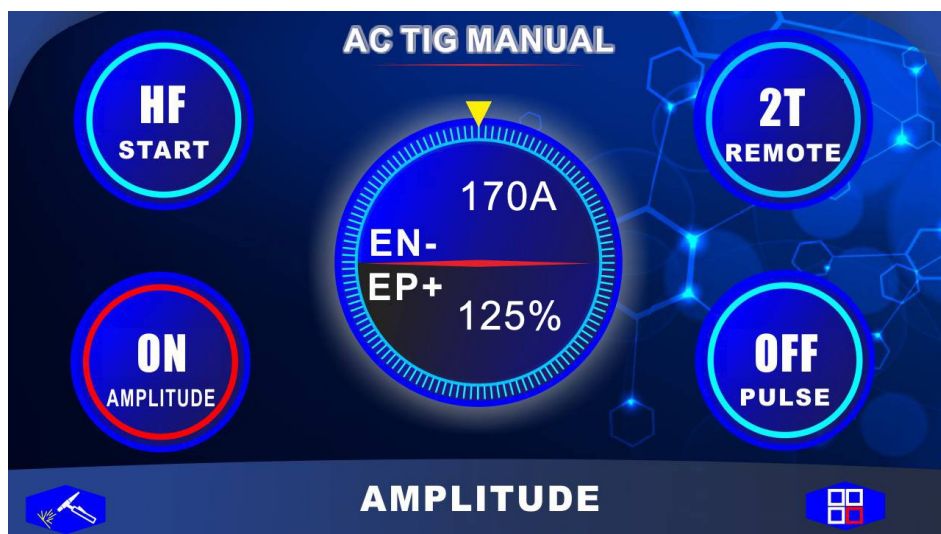 AC TIG MANUAL
HF
START
2T
REMOTE
170A
EN-
EP+
125%
ON
AMPLITUDE
OFF
PULSE
AMPLITUDE